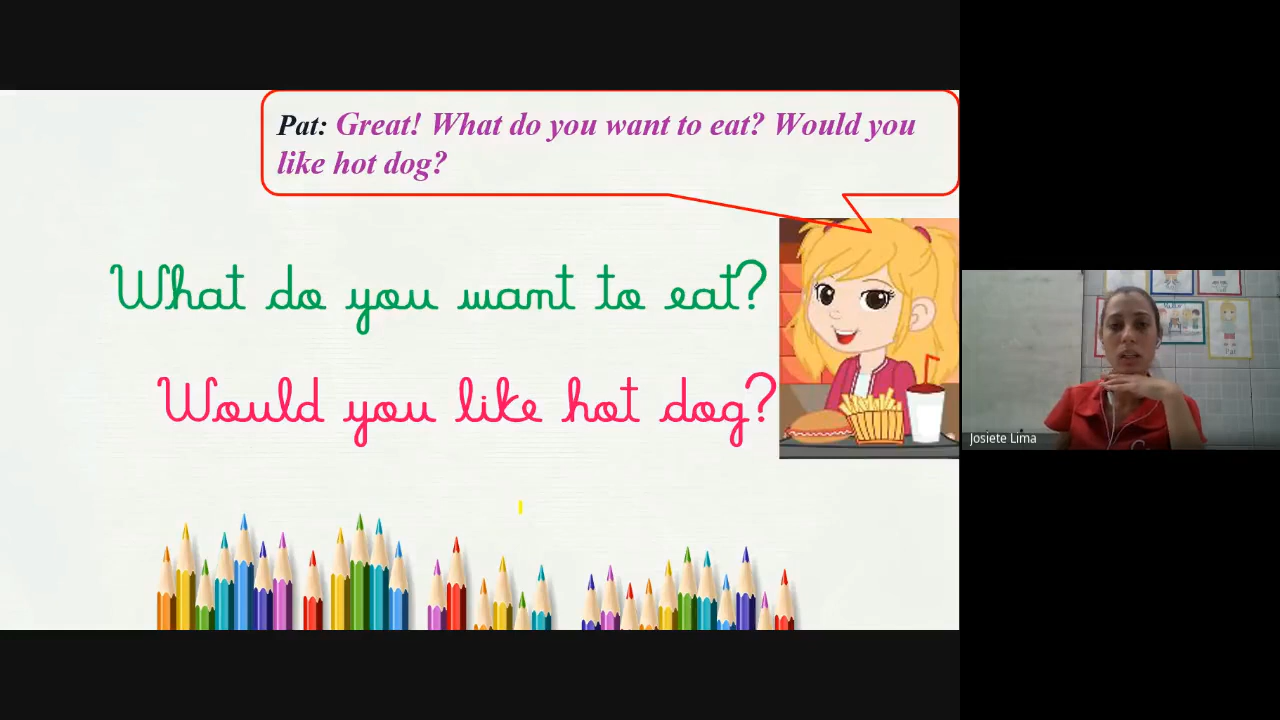 Pat: Great! What do you want to eat? Would you
like hot dog?
What do you want to eat?
Would you like hot dog?
Pat
Josiete Lima